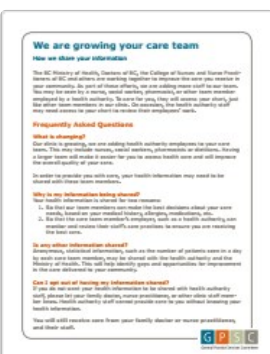 We are growing your care team
How we share your information
The BC Ministry of Health, Doctors of BC, the College of Nurses and Nurse Practi-
tioners of BC and others are working together to improve the care you receive in
your community. As part of these efforts, we are adding more staff to our team.
You may be seen by a nurse, social worker, pharmacist, or other team member
employed by a health authority. To care for you, they will access your chart, just
like other team members in our clinic. On occasion, the health authority staff
may need access to your chart to review their employees' work.
Frequently Asked Questions
What is changing?
Our clinic is growing, we are adding health authority employees to your care
team. This may include nurses, social workers, pharmacists or dietitians. Having
a larger team will make it easier for you to access health care and will improve
the overall quality of your care.
In order to provide you with care, your health information may need to be
shared with these team members.
Why is my information being shared?
Your health information is shared for two reasons:
1. So that our team members can make the best decisions about your care
needs, based on your medical history, allergies, medications, etc.
2. So that the care team member's employer, such as a health authority can
monitor and review their staff's care practices to ensure you are receiving
the best care.
Is any other information shared?
Anonymous, statistical information, such as the number of patients seen in a day
by each care team member, may be shared with the health authority and the
Ministry of Health. This will help identify gaps and opportunities for improvement
in the care delivered to your community.
Can I opt out of having my information shared?
If you do not want your health information to be shared with health authority
staff, please let your family doctor, nurse practitioner, or other clinic staff mem-
ber know. Health authority staff cannot provide care to you without knowing your
health information.
You will still receive care from your family doctor or nurse practitioner,
and their staff.
GPSC